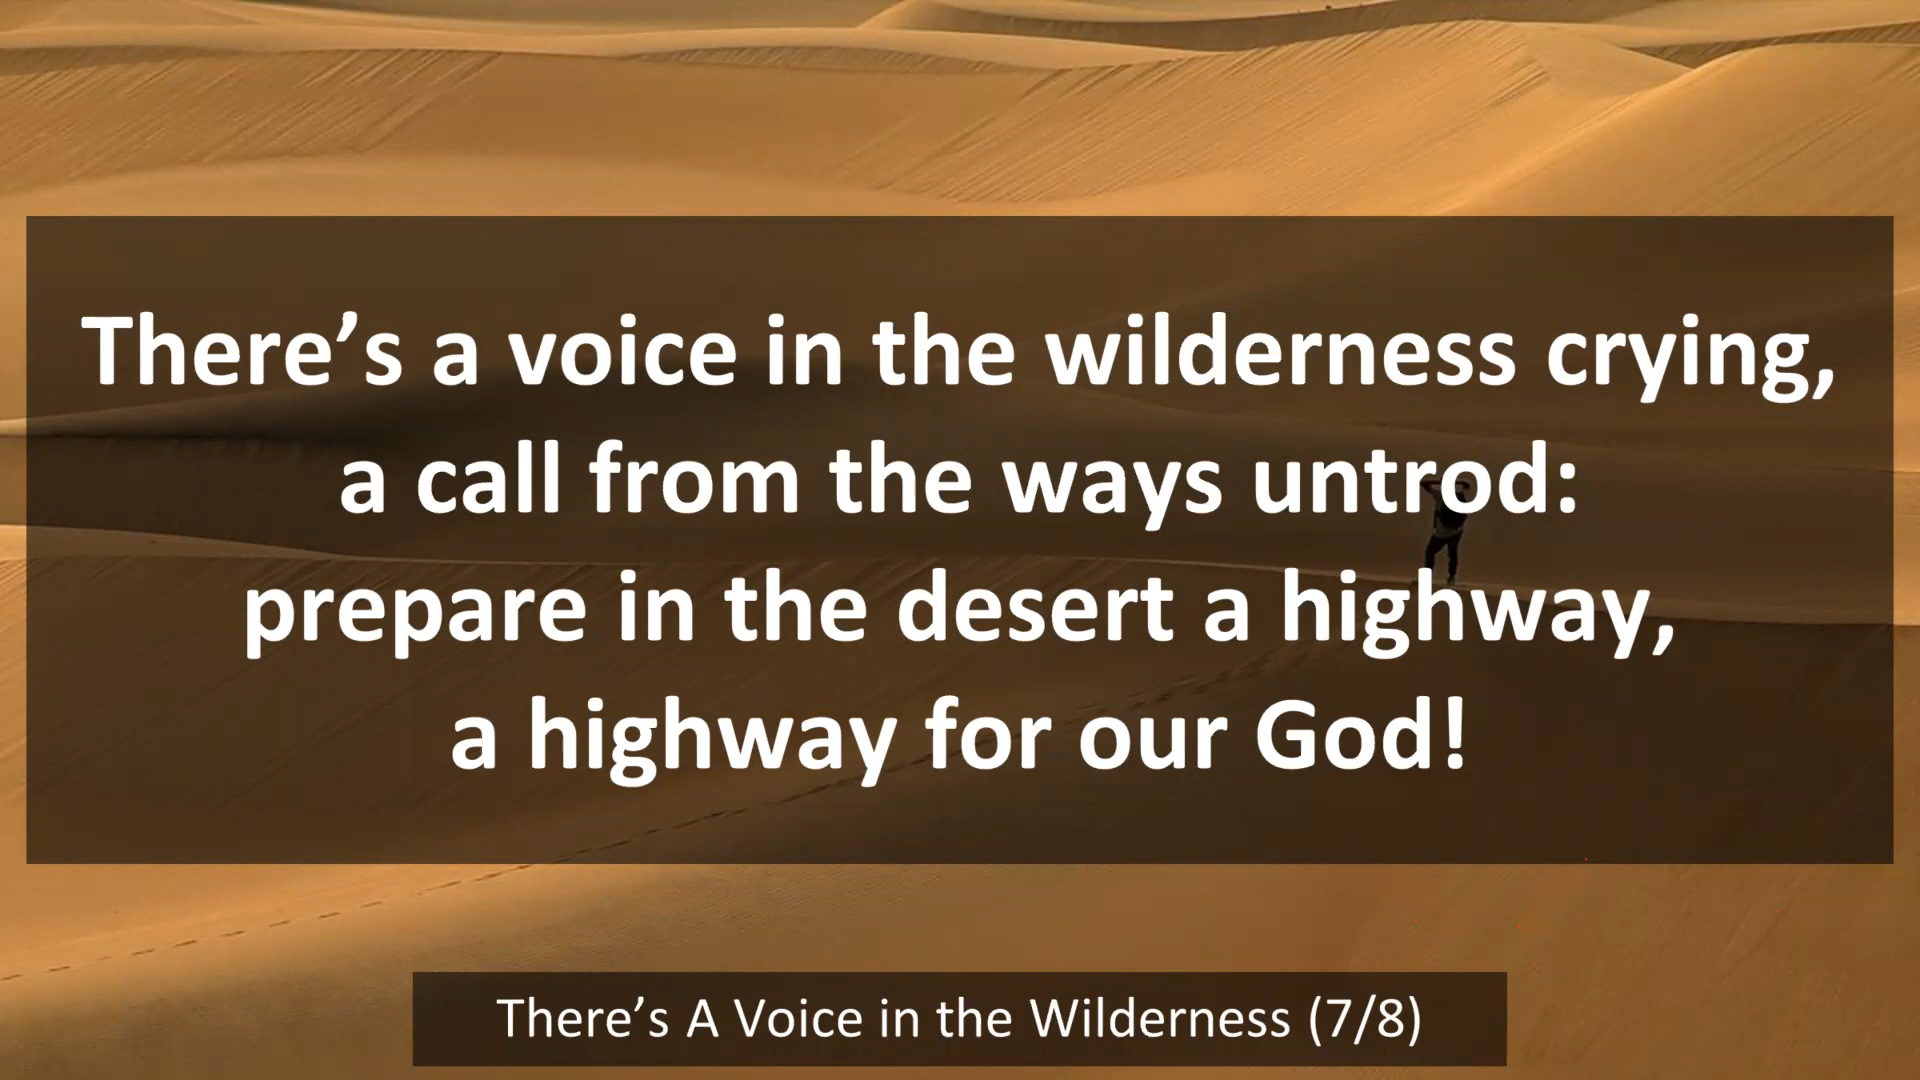 There’s a voice in the wilderness crying,
a call from the ways untrod:
prepare in the desert a highway,
a highway for our God!
There’s A Voice in the Wilderness (7/8)